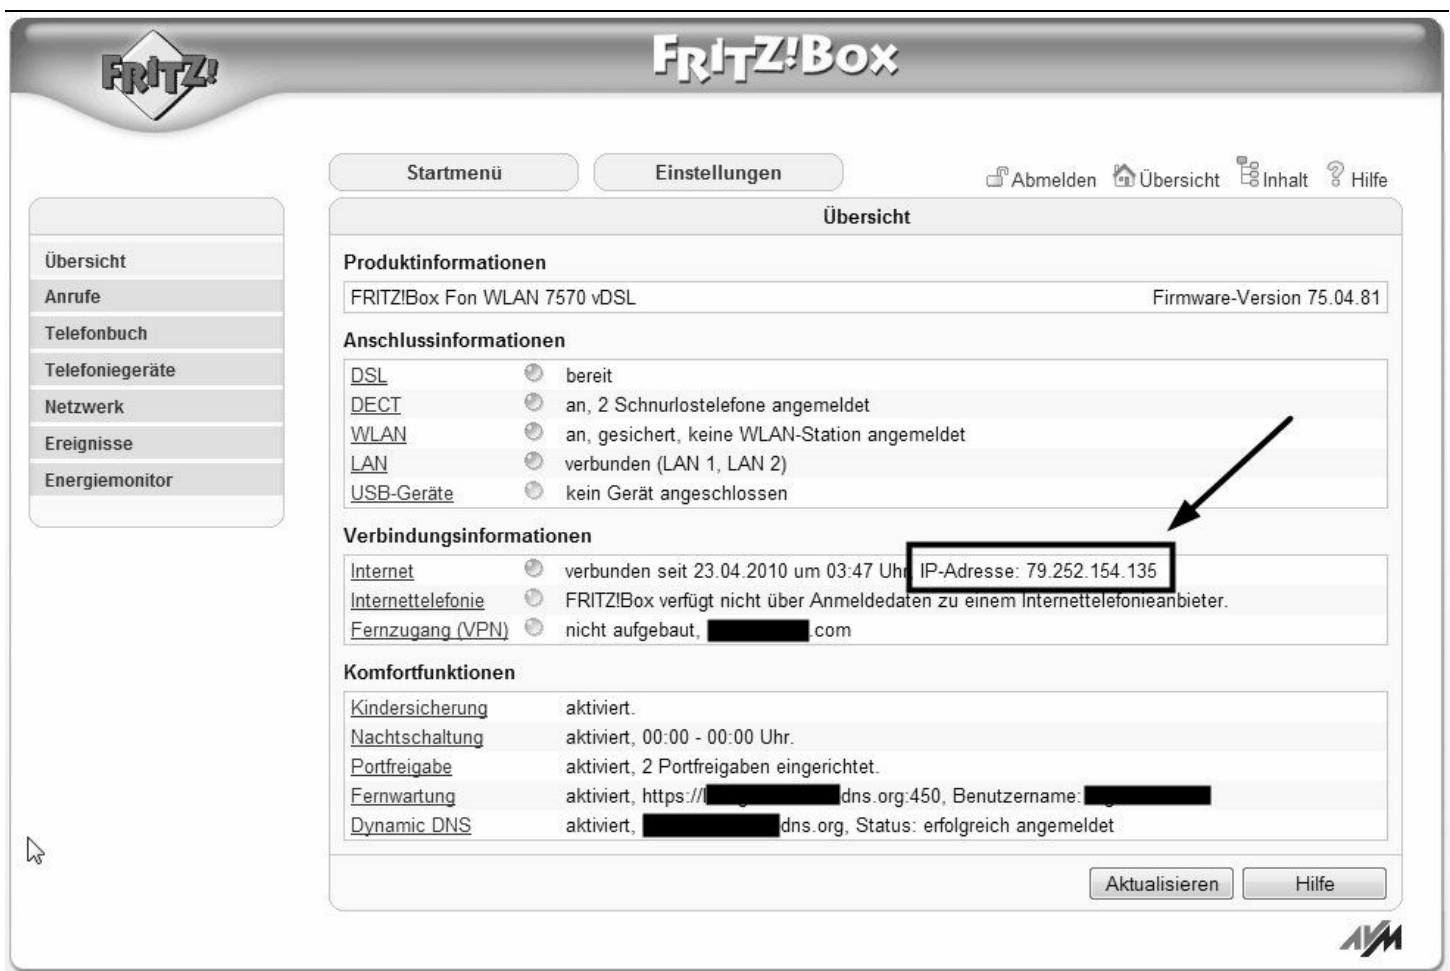 FRITZ!
FRITZ!BOX
Startmenü
Einstellungen
Abmelden Übersicht Inhalt Hilfe
Übersicht
Anrufe
Telefonbuch
Telefoniegeräte
Netzwerk
Ereignisse
Energiemonitor
Übersicht
Produktinformationen
FRITZ!Box Fon WLAN 7570 vDSL Firmware-Version 75.04.81
Anschlussinformationen
DSL bereit
DECT an, 2 Schnurlostelefone angemeldet
WLAN an, gesichert, keine WLAN-Station angemeldet
LAN verbunden (LAN 1, LAN 2)
USB-Geräte kein Gerät angeschlossen
Verbindungsinformationen
Internet verbunden seit 23.04.2010 um 03:47 Uhr, IP-Adresse: 79.252.154.135
Internettelefonie FRITZ!Box verfügt nicht über Anmeldedaten zu einem Internettelefonieanbieter.
Fernzugang (VPN) nicht aufgebaut, .com
Komfortfunktionen
Kindersicherung aktiviert.
Nachtschaltung aktiviert, 00:00 - 00:00 Uhr.
Portfreigabe aktiviert, 2 Portfreigaben eingerichtet.
Fernwartung aktiviert, https:// dns.org:450, Benutzername:
Dynamic DNS aktiviert, dns.org, Status: erfolgreich angemeldet
Aktualisieren Hilfe
AVM